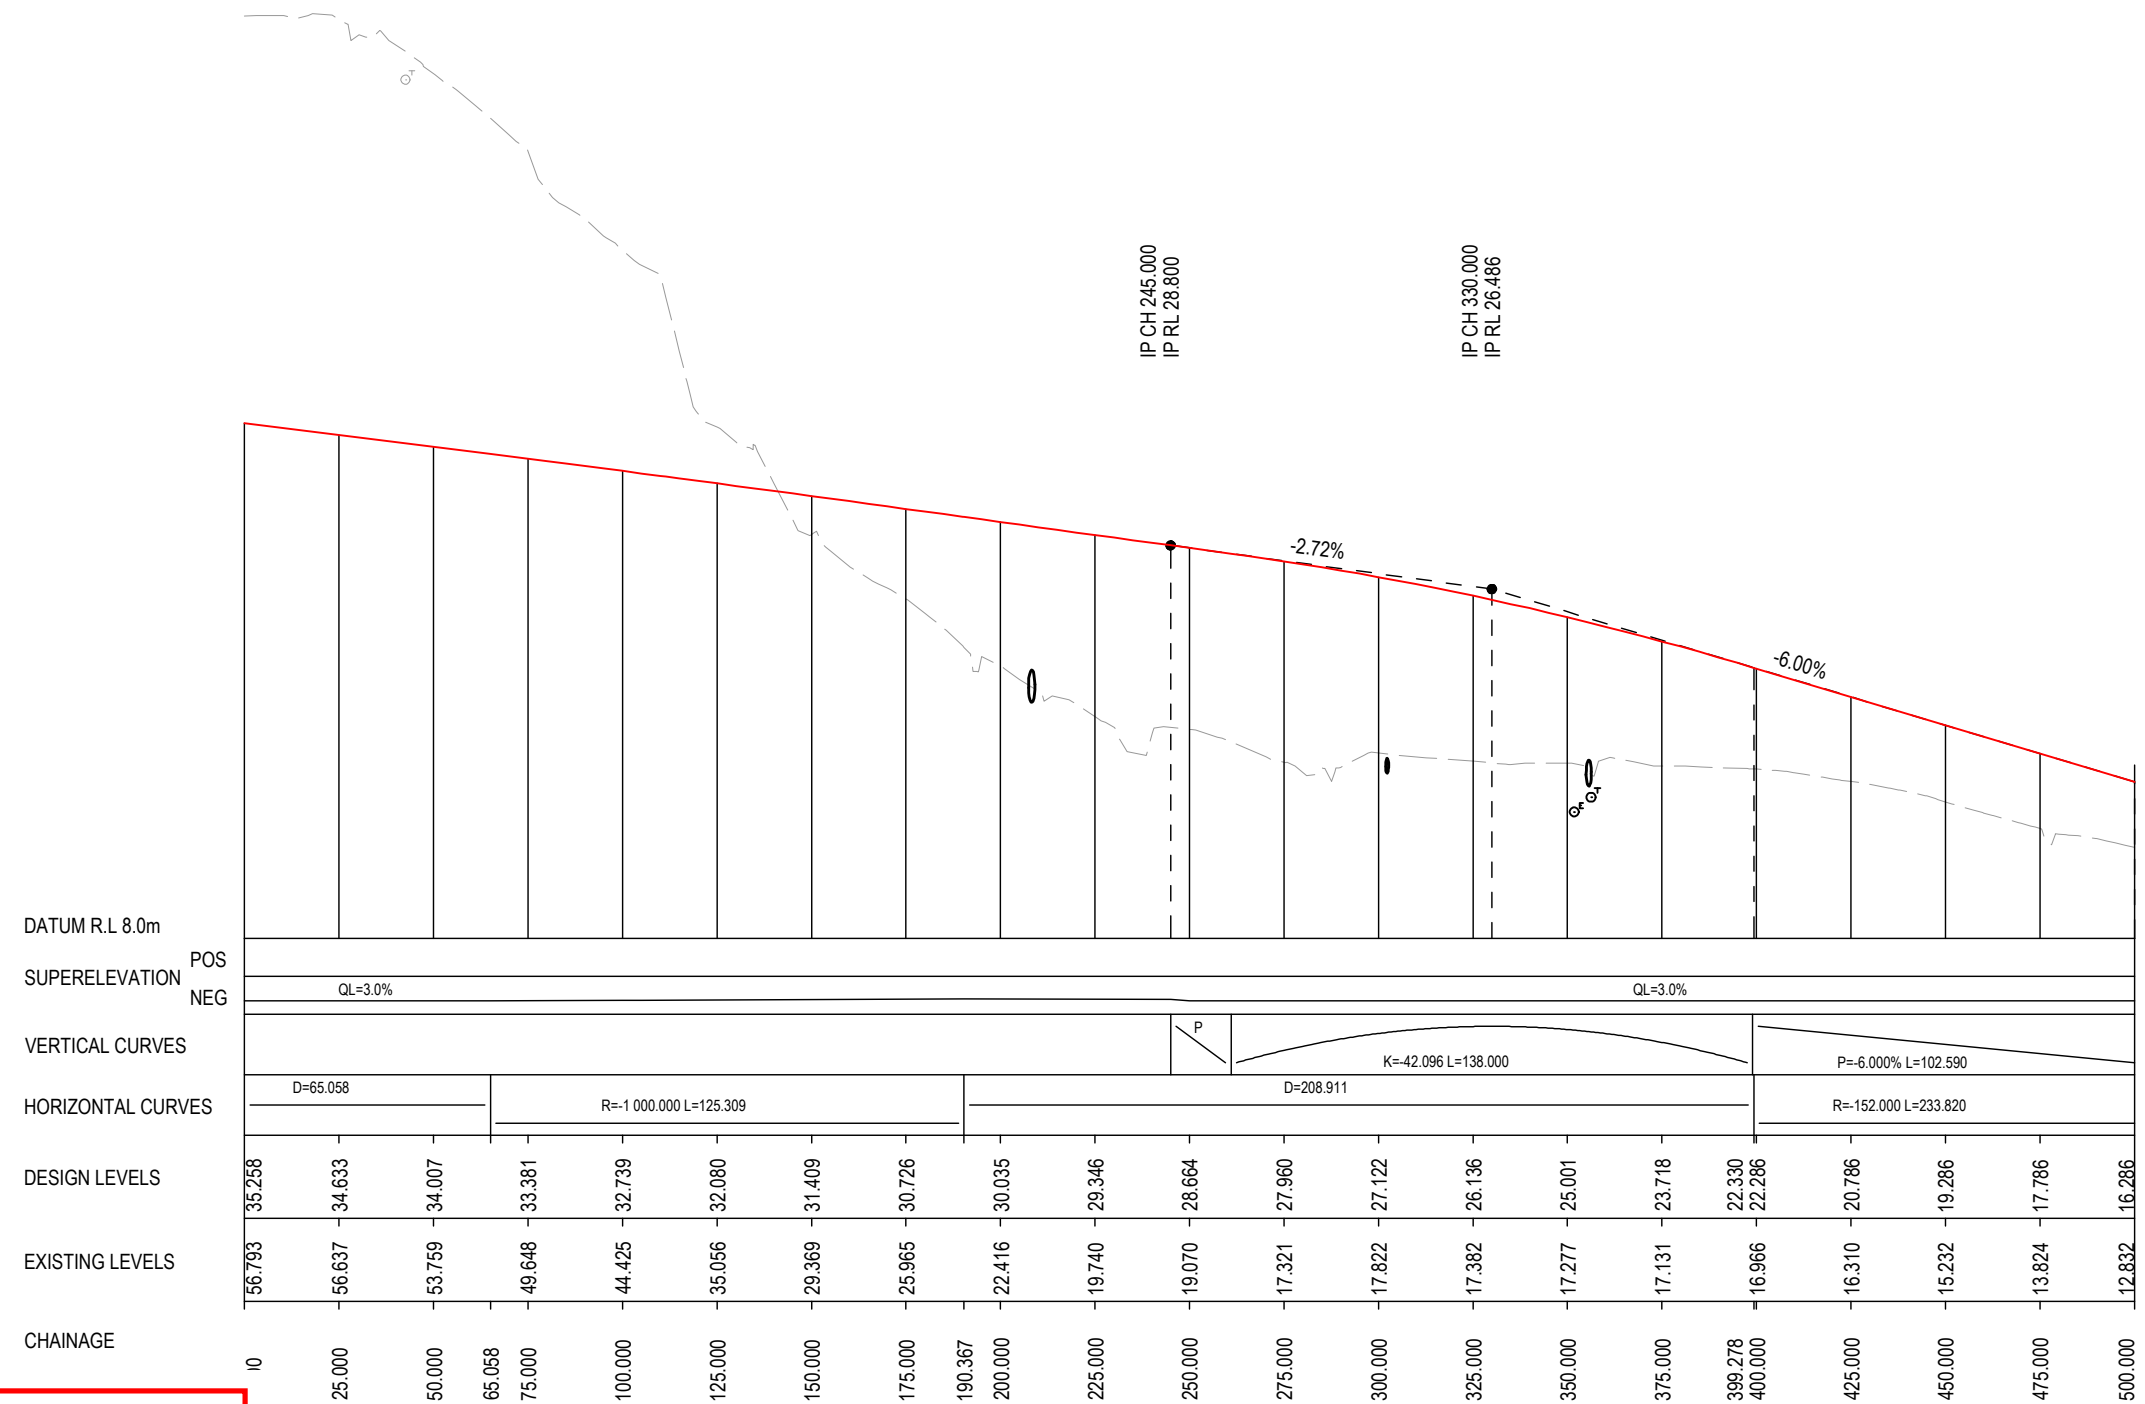 T
IP CH 245.000
IP RL 28.800
IP CH 330.000
IP RL 26.486
-2.72%
-6.00%
E
T
DATUM R.L 8.0m
SUPERELEVATION
POS
NEG
QL=3.0%
QL=3.0%
VERTICAL CURVES
P
K=-42.096 L=138.000
P=-6.000% L=102.590
HORIZONTAL CURVES
D=65.058
R=-1 000.000 L=125.309
D=208.911
R=-152.000 L=233.820
DESIGN LEVELS
35.258
34.633
34.007
33.381
32.739
32.080
31.409
30.726
30.035
29.346
28.664
27.960
27.122
26.136
25.001
23.718
22.330
22.286
20.786
19.286
17.786
16.286
EXISTING LEVELS
56.793
56.637
53.759
49.648
44.425
35.056
29.369
25.965
22.416
19.740
19.070
17.321
17.822
17.382
17.277
17.131
16.966
16.310
15.232
13.824
12.832
CHAINAGE
25.000
50.000
65.058
75.000
100.000
125.000
150.000
175.000
190.367
200.000
225.000
250.000
275.000
300.000
325.000
350.000
375.000
399.278
400.000
425.000
450.000
475.000
500.000